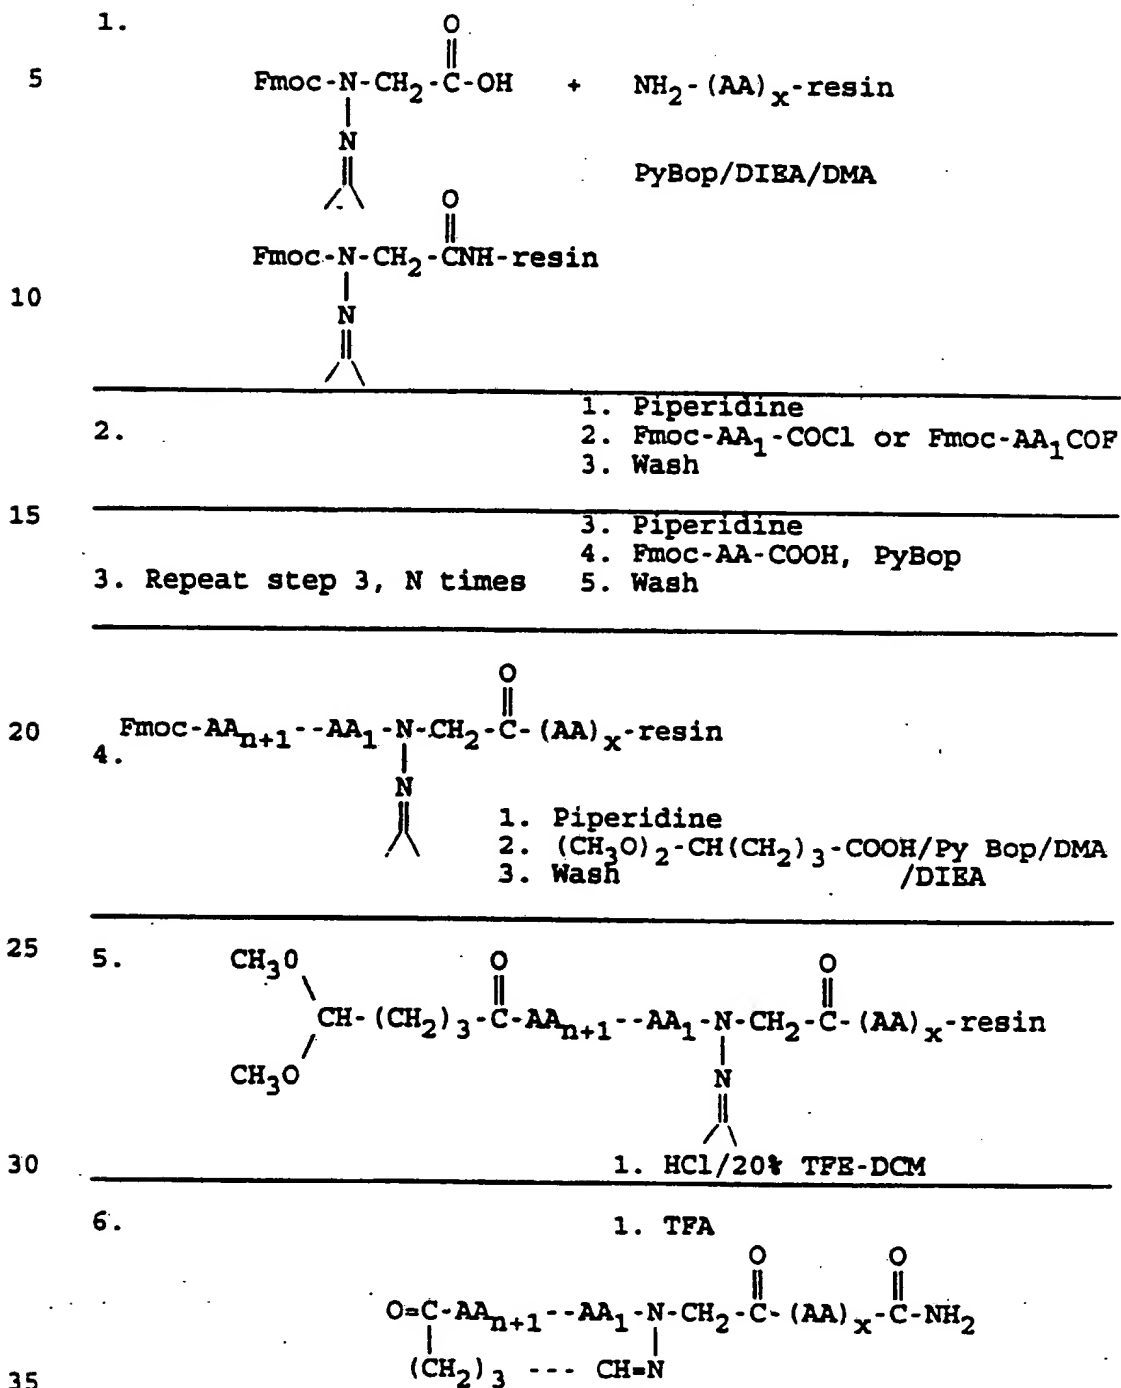 1.
O
||
5 Fmoc-N-CH2-C-OH + NH2-(AA)x-resin
|
N PyBop/DIEA/DMA
||
O
||
Fmoc-N-CH2-CNH-resin
|
10 N
||
1. Piperidine
2. 2. Fmoc-AA1-COCl or Fmoc-AA1COF
3. Wash
15 3. Piperidine
4. Fmoc-AA-COOH, PyBop
3. Repeat step 3, N times 5. Wash
O
||
20 Fmoc-AAn+1--AA1-N-CH2-C-(AA)x-resin
4.
|
N
||
1. Piperidine
2. (CH3O)2-CH(CH2)3-COOH/Py Bop/DMA
3. Wash /DIEA
25 5. CH3O O O
\ || ||
CH-(CH2)3-C-AAn+1--AA1-N-CH2-C-(AA)x-resin
/ |
CH3O N
||
30 1. HCl/20% TFE-DCM
6. 1. TFA
O O
|| ||
O=C-AAn+1--AA1-N-CH2-C-(AA)x-C-NH2
| |
35 (CH2)3 --- CH=N